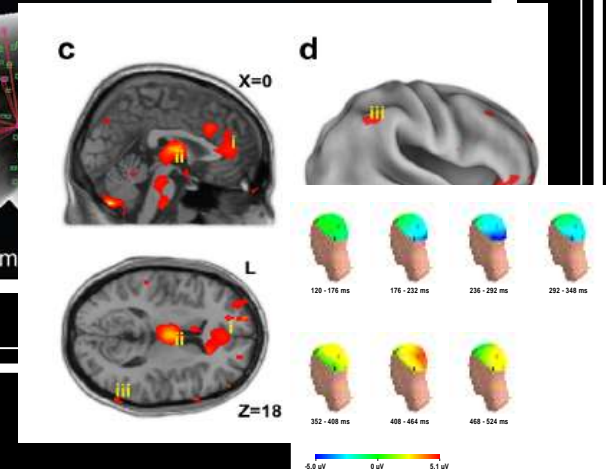 c
d
X=0
i
ii
iii
m
120 - 176 ms
176 - 232 ms
236 - 292 ms
292 - 348 ms
L
i
ii
iii
Z=18
352 - 408 ms
408 - 464 ms
468 - 524 ms
-5.0 uV
0 uV
5.1 uV